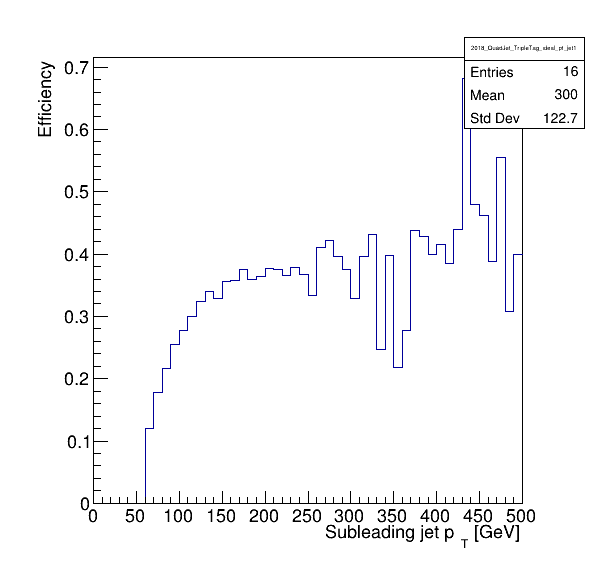 2018_QuadJet_TripleTag_ideal_pt_jet1
Entries 16
Mean 300
Std Dev 122.7
Efficiency
0.7
0.6
0.5
0.4
0.3
0.2
0.1
0
0 50 100 150 200 250 300 350 400 450 500
Subleading jet p T [GeV]